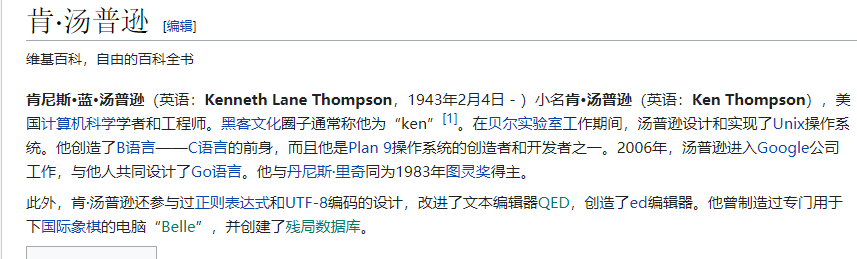 肯·汤普逊 [编辑]
维基百科，自由的百科全书
肯尼斯·蓝·汤普逊（英语：Kenneth Lane Thompson，1943年2月4日－）小名肯·汤普逊（英语：Ken Thompson），美
国计算机科学学者和工程师。黑客文化圈子通常称他为“ken”[1]。在贝尔实验室工作期间，汤普逊设计和实现了Unix操作系
统。他创造了B语言——C语言的前身，而且他是Plan 9操作系统的创造者和开发者之一。2006年，汤普逊进入Google公司
工作，与他人共同设计了Go语言。他与丹尼斯·里奇同为1983年图灵奖得主。
此外，肯·汤普逊还参与过正则表达式和UTF-8编码的设计，改进了文本编辑器QED，创造了ed编辑器。他曾制造过专门用于
下国际象棋的电脑“Belle”，并创建了残局数据库。